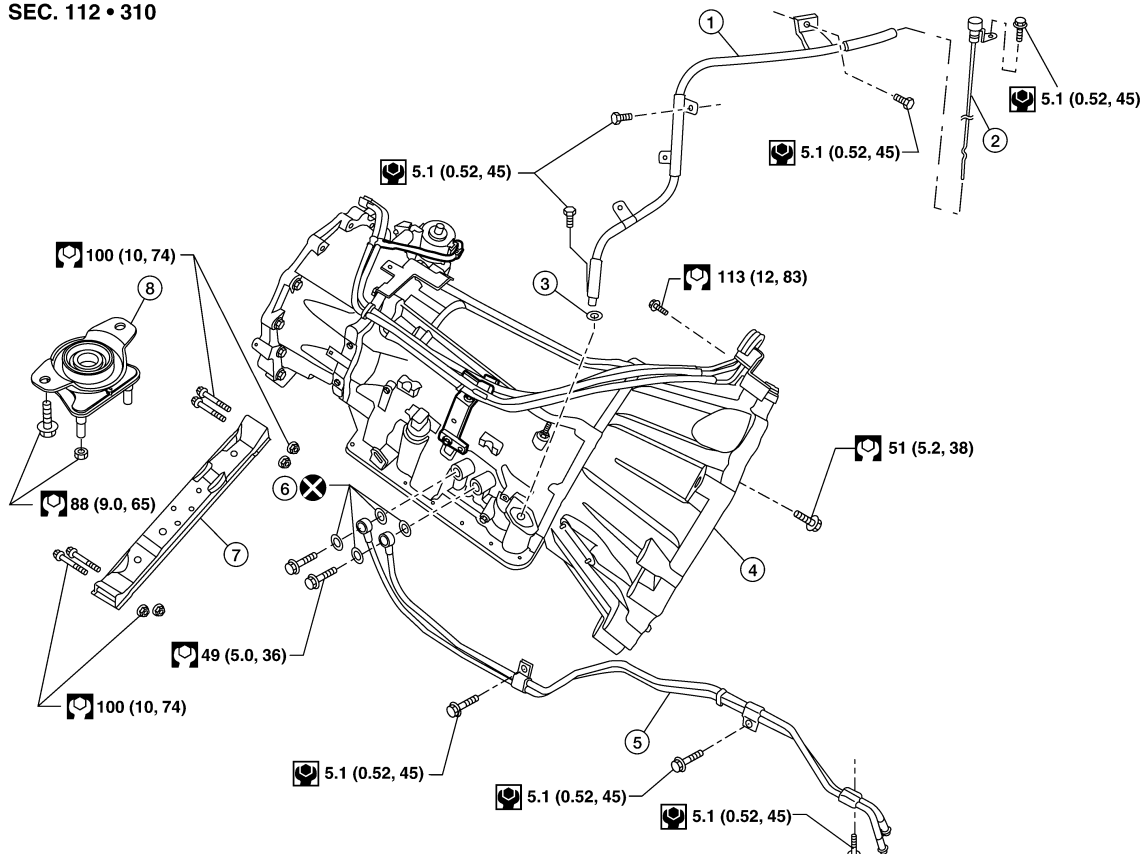 SEC. 112 • 310
1
5.1 (0.52, 45)
2
5.1 (0.52, 45)
5.1 (0.52, 45)
100 (10, 74)
8
3
113 (12, 83)
51 (5.2, 38)
6
88 (9.0, 65)
7
4
49 (5.0, 36)
100 (10, 74)
5
5.1 (0.52, 45)
5.1 (0.52, 45)
5.1 (0.52, 45)